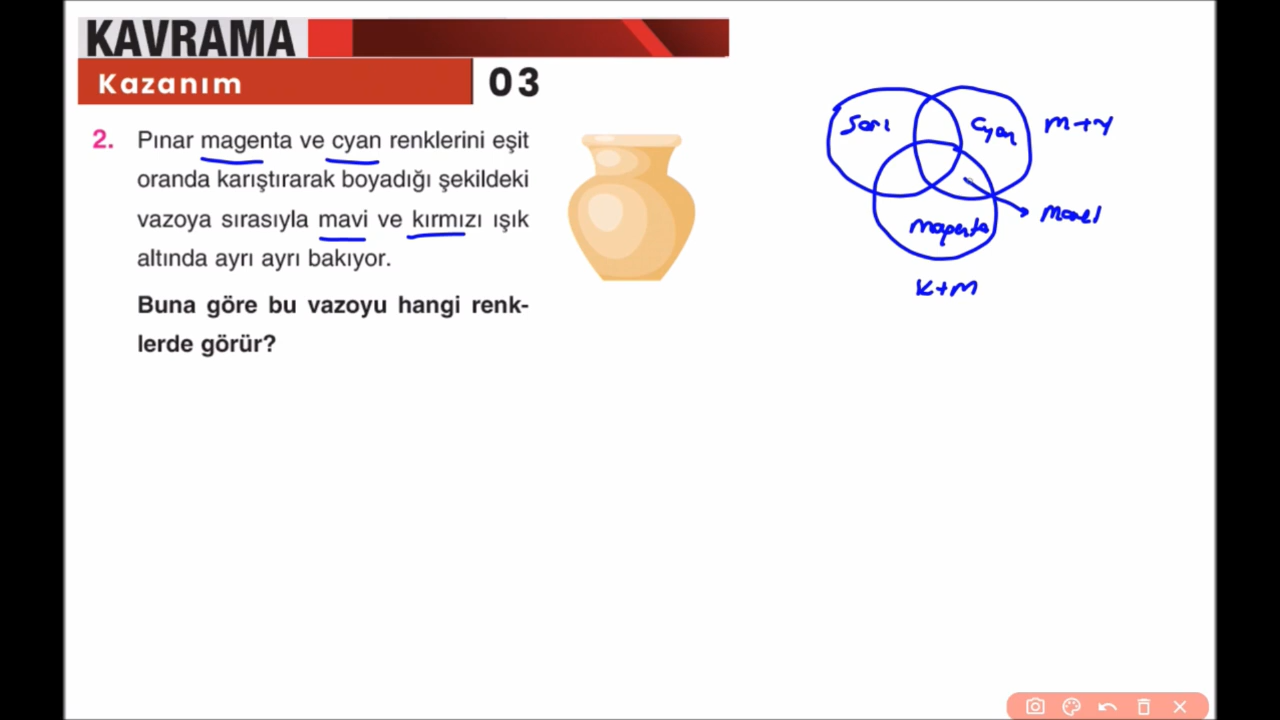 KAVRAMA
Kazanım
03
2. Pınar magenta ve cyan renklerini eşit
oranda karıştırarak boyadığı şekildeki
vazoya sırasıyla mavi ve kırmızı ışık
altında ayrı ayrı bakıyor.
Buna göre bu vazoyu hangi renk-
lerde görür?
Sarı
Cyan
m+y
magenta
K+m